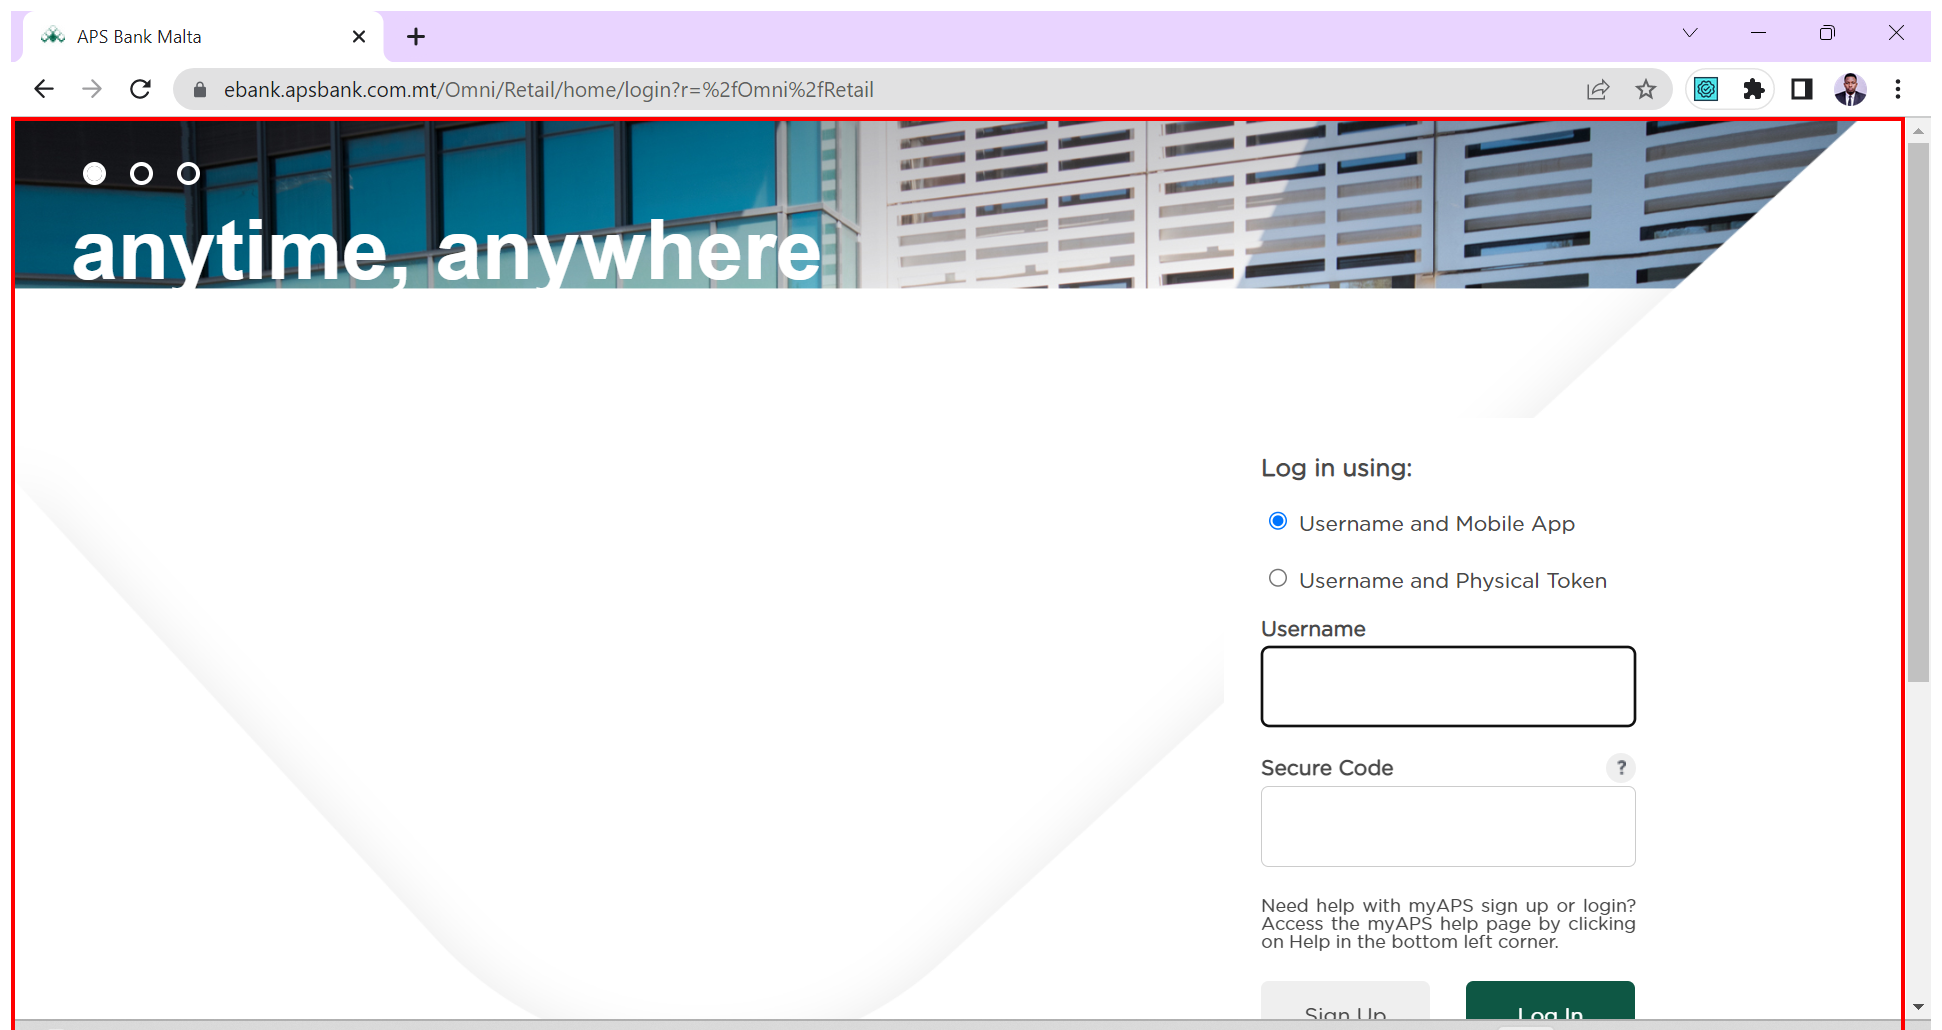 APS Bank Malta
ebank.apsbank.com.mt/Omni/Retail/home/login?r=%2fOmni%2fRetail
anytime, anywhere
Log in using:
Username and Mobile App
Username and Physical Token
Username
Secure Code ?
Need help with myAPS sign up or login?
Access the myAPS help page by clicking
on Help in the bottom left corner.
Sign Up Log In